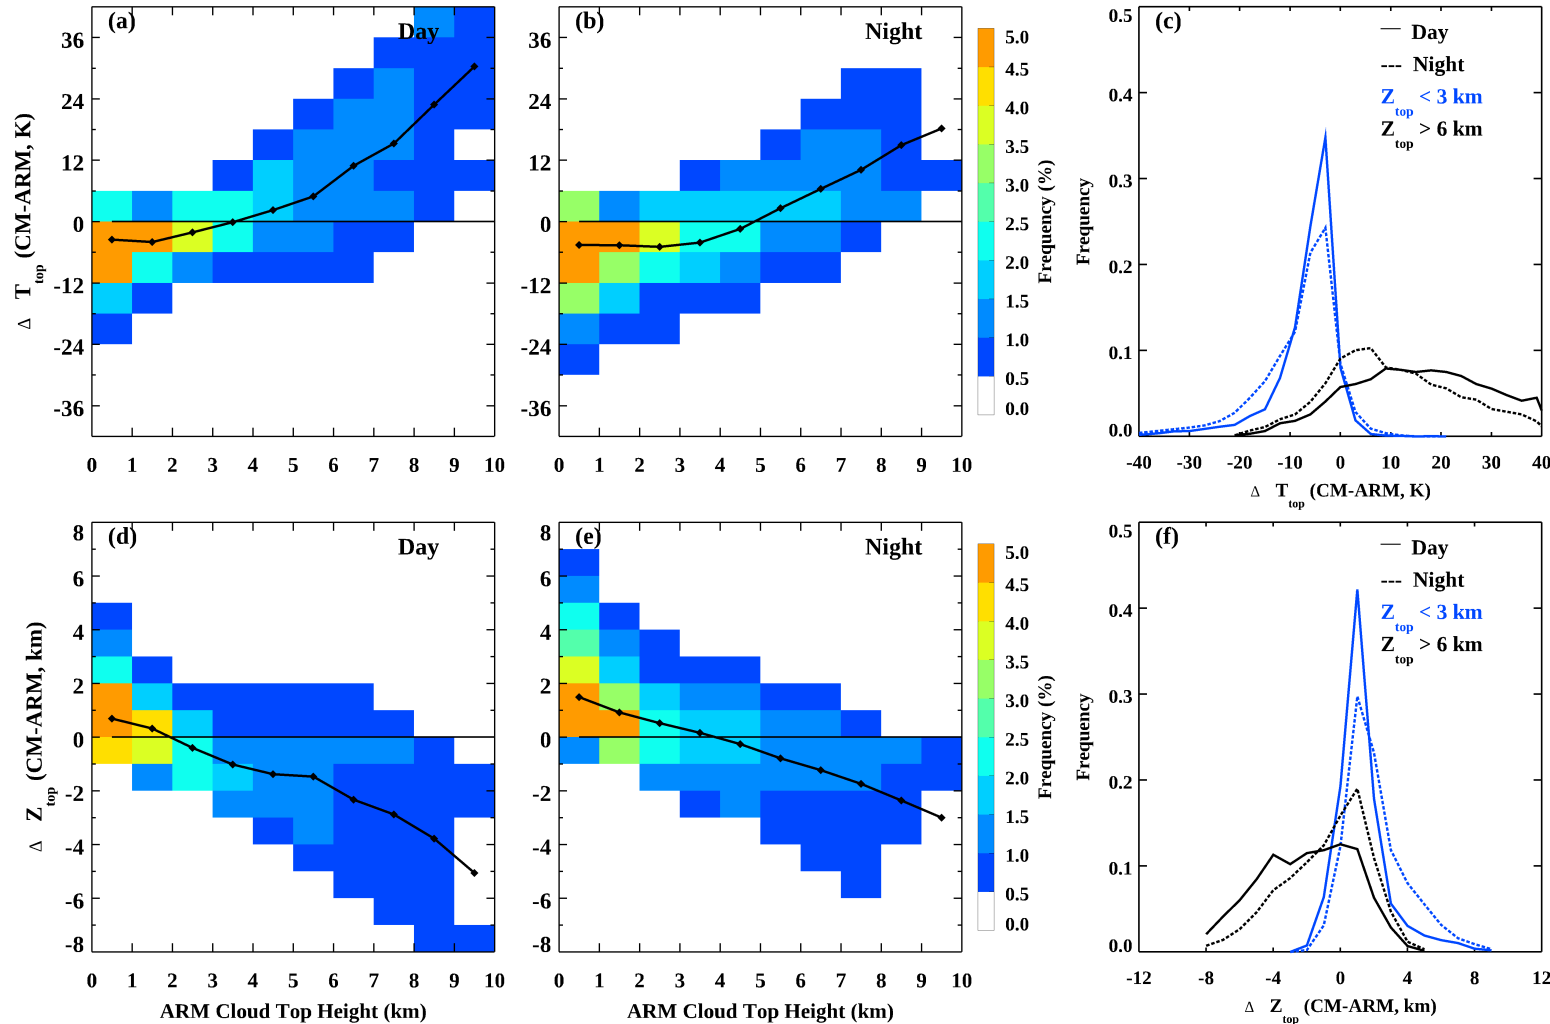 (a)
Day
36
24
12
0
-12
-24
-36
Δ T_top (CM-ARM, K)
0 1 2 3 4 5 6 7 8 9 10
(b)
Night
36
24
12
0
-12
-24
-36
0 1 2 3 4 5 6 7 8 9 10
5.0
4.5
4.0
3.5
3.0
2.5
2.0
1.5
1.0
0.5
0.0
Frequency (%)
(c)
Day
Night
Z_top < 3 km
Z_top > 6 km
0.5
0.4
0.3
0.2
0.1
0.0
Frequency
-40 -30 -20 -10 0 10 20 30 40
Δ T_top (CM-ARM, K)
(d)
Day
8
6
4
2
0
-2
-4
-6
-8
Δ Z_top (CM-ARM, km)
0 1 2 3 4 5 6 7 8 9 10
ARM Cloud Top Height (km)
(e)
Night
8
6
4
2
0
-2
-4
-6
-8
0 1 2 3 4 5 6 7 8 9 10
ARM Cloud Top Height (km)
5.0
4.5
4.0
3.5
3.0
2.5
2.0
1.5
1.0
0.5
0.0
Frequency (%)
(f)
Day
Night
Z_top < 3 km
Z_top > 6 km
0.5
0.4
0.3
0.2
0.1
0.0
Frequency
-12 -8 -4 0 4 8 12
Δ Z_top (CM-ARM, km)